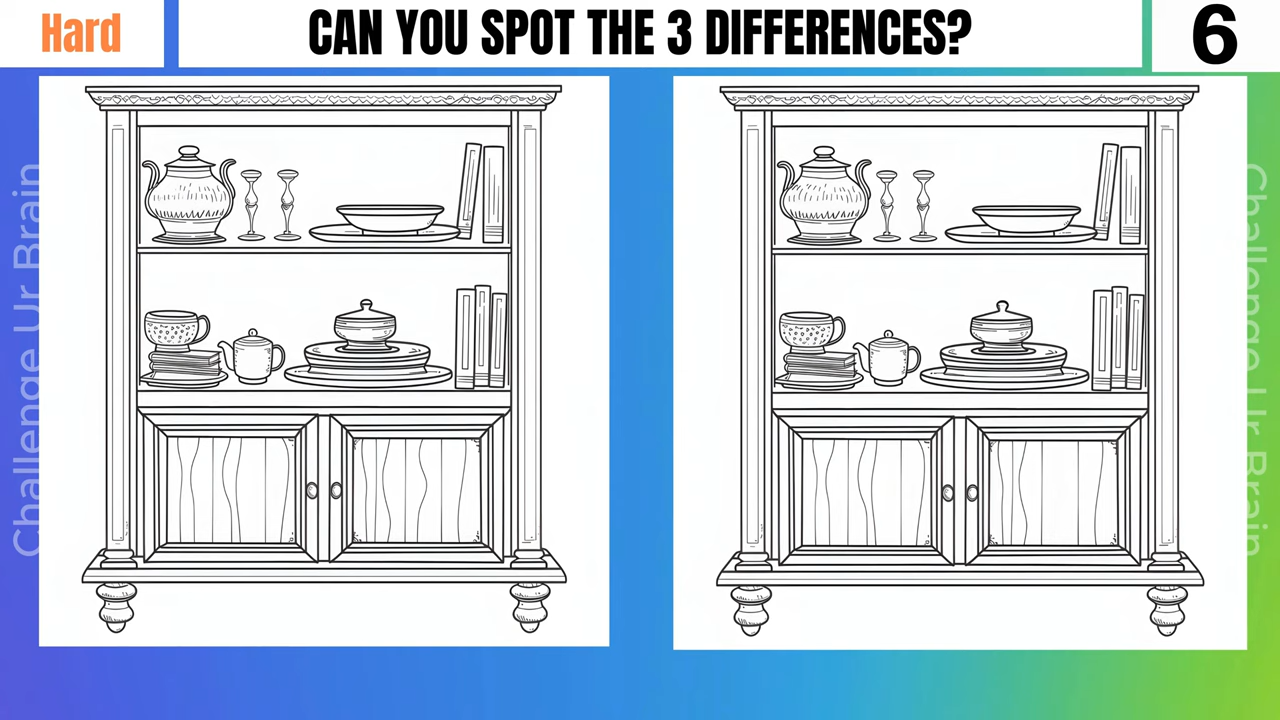 Hard
CAN YOU SPOT THE 3 DIFFERENCES?
6
Challenge Ur Brain
Challenge Ur Brain